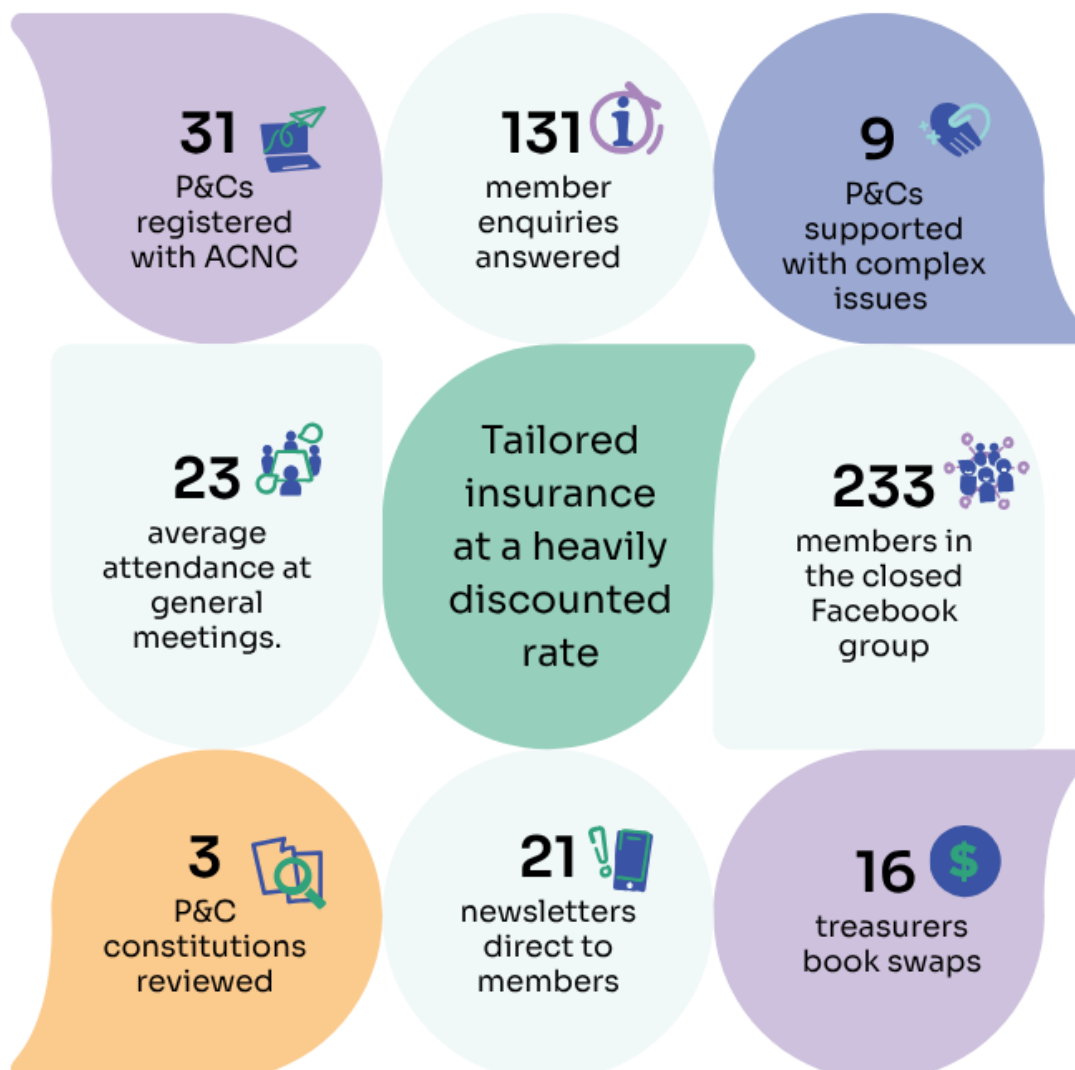 31
P&Cs
registered
with ACNC
131
member
enquiries
answered
9
P&Cs
supported
with complex
issues
23
average
attendance at
general
meetings.
Tailored
insurance
at a heavily
discounted
rate
233
members in
the closed
Facebook
group
3
P&C
constitutions
reviewed
21
newsletters
direct to
members
16
treasurers
book swaps